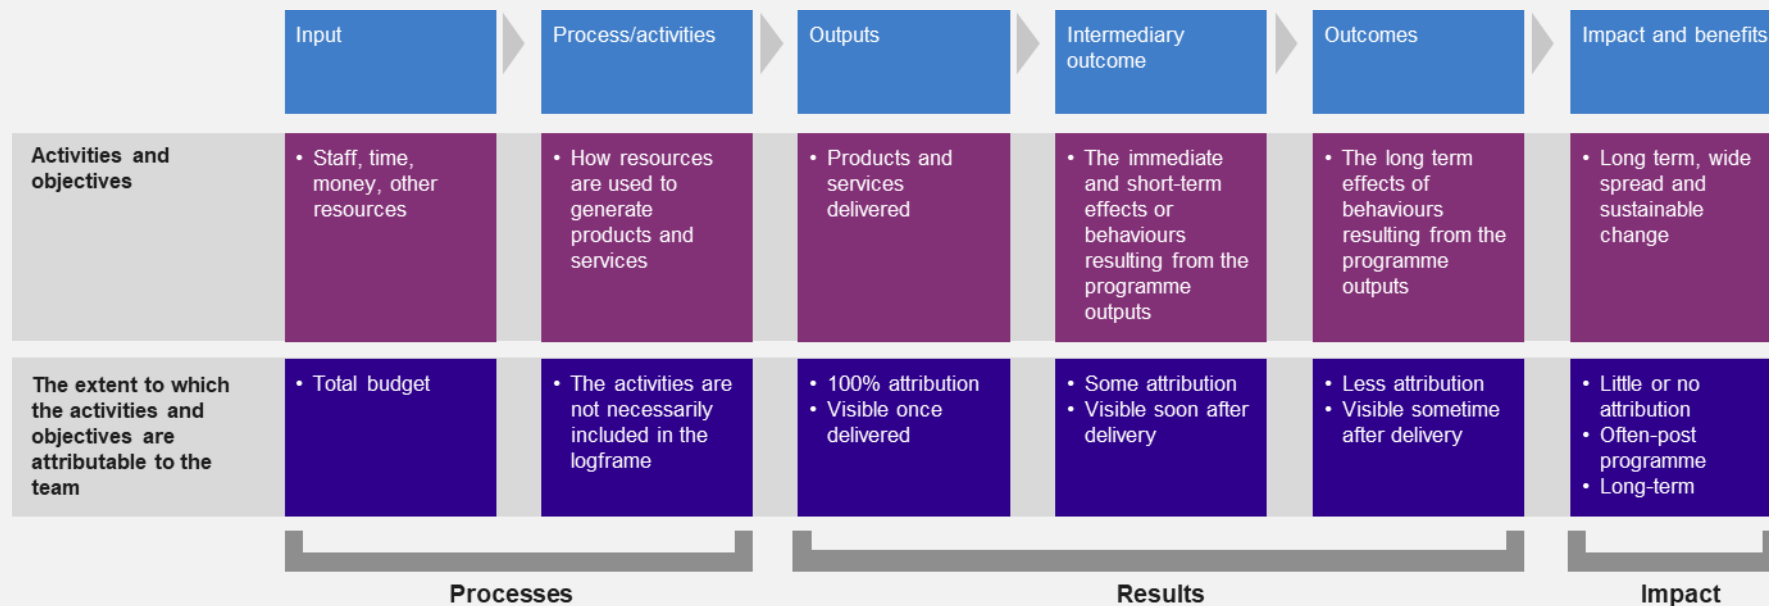 Input
Process/activities
Outputs
Intermediary
outcome
Outcomes
Impact and benefits
Activities and
objectives
• Staff, time,
money, other
resources
• How resources
are used to
generate
products and
services
• Products and
services
delivered
• The immediate
and short-term
effects or
behaviours
resulting from the
programme
outputs
• The long term
effects of
behaviours
resulting from the
programme
outputs
• Long term, wide
spread and
sustainable
change
The extent to which
the activities and
objectives are
attributable to the
team
• Total budget
• The activities are
not necessarily
included in the
logframe
• 100% attribution
• Visible once
delivered
• Some attribution
• Visible soon after
delivery
• Less attribution
• Visible sometime
after delivery
• Little or no
attribution
• Often-post
programme
• Long-term
Processes
Results
Impact